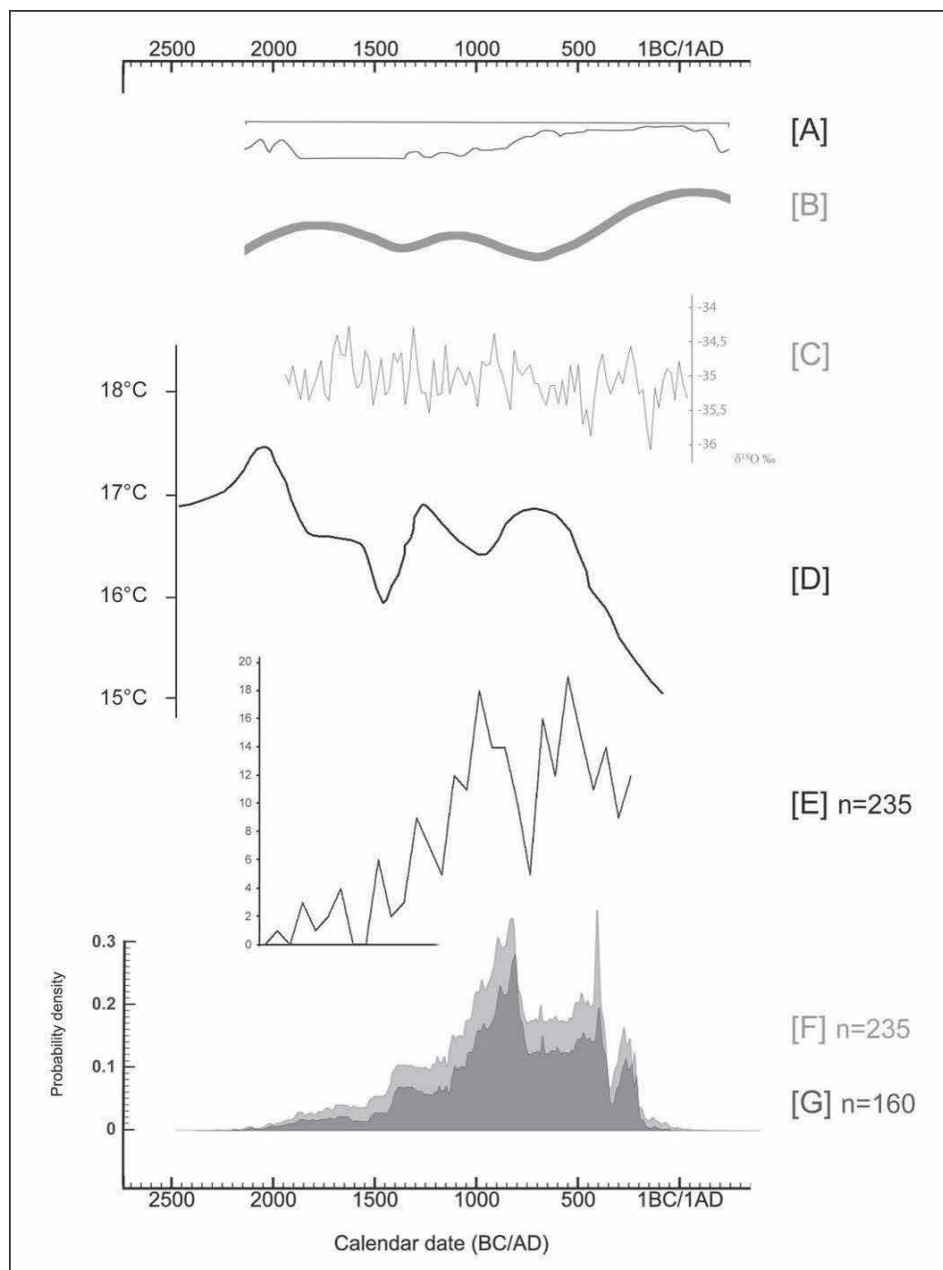 2500 2000 1500 1000 500 1BC/1AD
[A]
[B]
-34
-34,5
[C]
-35
18°C
-35,5
-36
δ¹⁸O ‰
17°C
16°C
[D]
20
18
15°C
16
14
12
[E] n=235
10
8
6
4
2
0
0.3
Probability density
0.2
[F] n=235
0.1
[G] n=160
0
2500 2000 1500 1000 500 1BC/1AD
Calendar date (BC/AD)